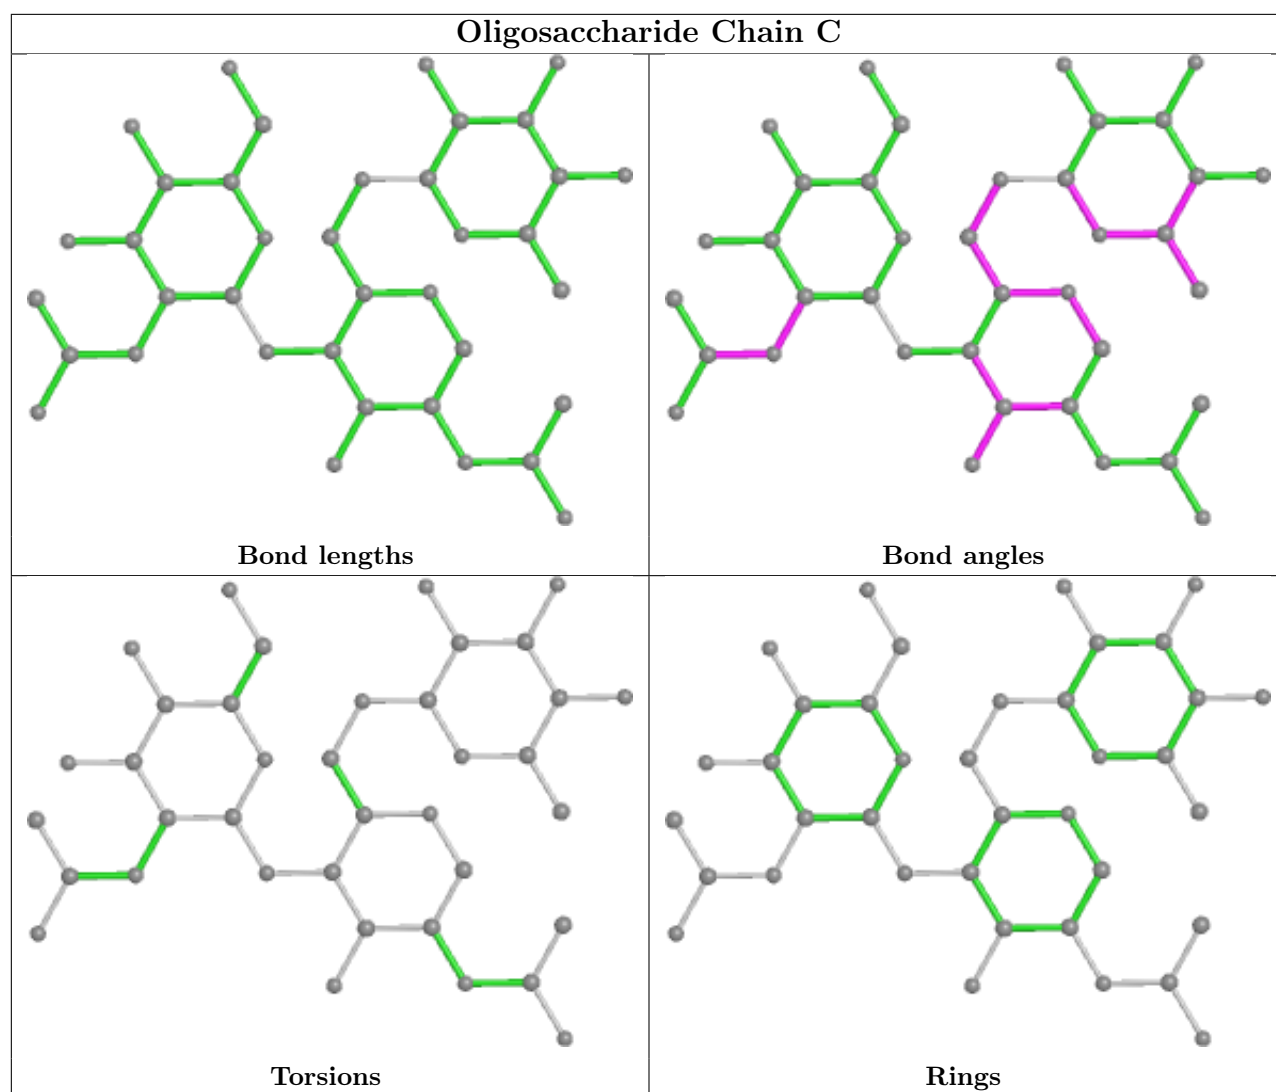 Oligosaccharide Chain C
Bond lengths
Bond angles
Torsions
Rings